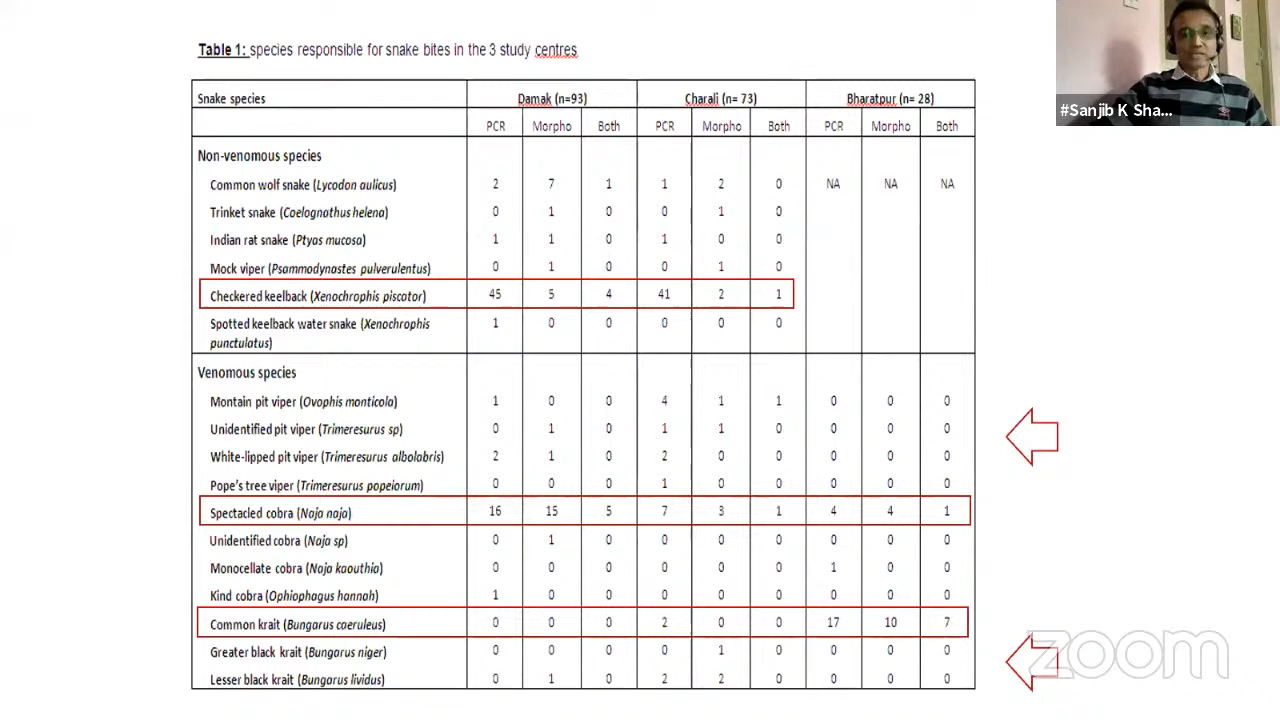 Table 1: species responsible for snake bites in the 3 study centres
#Sanjib K Sha...
Snake species Damak (n=93) Charali (n= 73) Bharatpur (n= 28)
PCR Morpho Both PCR Morpho Both PCR Morpho Both
Non-venomous species
Common wolf snake (Lycodon aulicus) 2 7 1 1 2 0 NA NA NA
Trinket snake (Coelognathus helena) 0 1 0 0 1 0
Indian rat snake (Ptyas mucosa) 1 1 0 1 0 0
Mock viper (Psammodynastes pulverulentus) 0 1 0 0 1 0
Checkered keelback (Xenochrophis piscator) 45 5 4 41 2 1
Spotted keelback water snake (Xenochrophis 1 0 0 0 0 0
punctulatus)
Venomous species
Montain pit viper (Ovophis monticola) 1 0 0 4 1 1 0 0 0
Unidentified pit viper (Trimeresurus sp) 0 1 0 1 1 0 0 0 0
White-lipped pit viper (Trimeresurus albolabris) 2 1 0 2 0 0 0 0 0
Pope's tree viper (Trimeresurus popeiorum) 0 0 0 1 0 0 0 0 0
Spectacled cobra (Naja naja) 16 15 5 7 3 1 4 4 1
Unidentified cobra (Naja sp) 0 1 0 0 0 0 0 0 0
Monocellate cobra (Naja kaouthia) 0 0 0 0 0 0 1 0 0
Kind cobra (Ophiophagus hannah) 1 0 0 0 0 0 0 0 0
Common krait (Bungarus caeruleus) 0 0 0 2 0 0 17 10 7
Greater black krait (Bungarus niger) 0 0 0 0 1 0 0 0 0
Lesser black krait (Bungarus lividus) 0 1 0 2 2 0 0 0 0
zoom